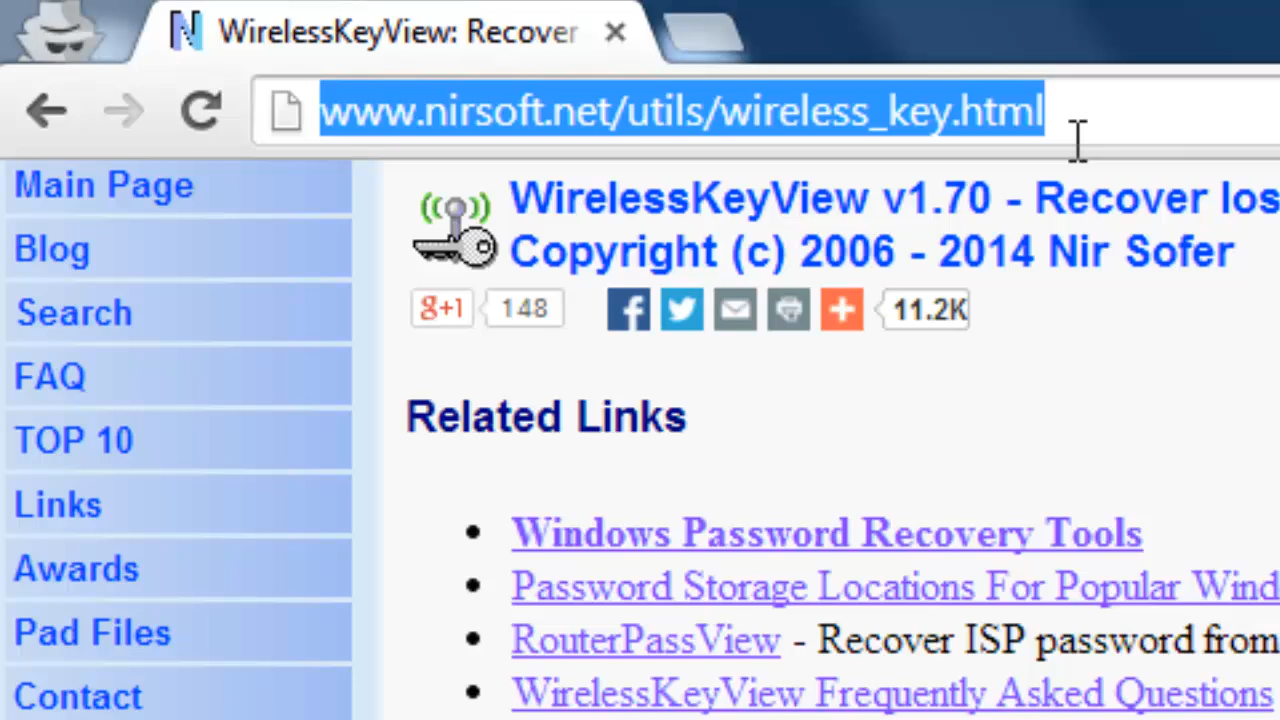 WirelessKeyView: Recover
www.nirsoft.net/utils/wireless_key.html
Main Page
Blog
Search
FAQ
TOP 10
Links
Awards
Pad Files
Contact
WirelessKeyView v1.70 - Recover los
Copyright (c) 2006 - 2014 Nir Sofer
g+1 148 11.2K
Related Links
Windows Password Recovery Tools
Password Storage Locations For Popular Wind
RouterPassView - Recover ISP password from
WirelessKeyView Frequently Asked Questions